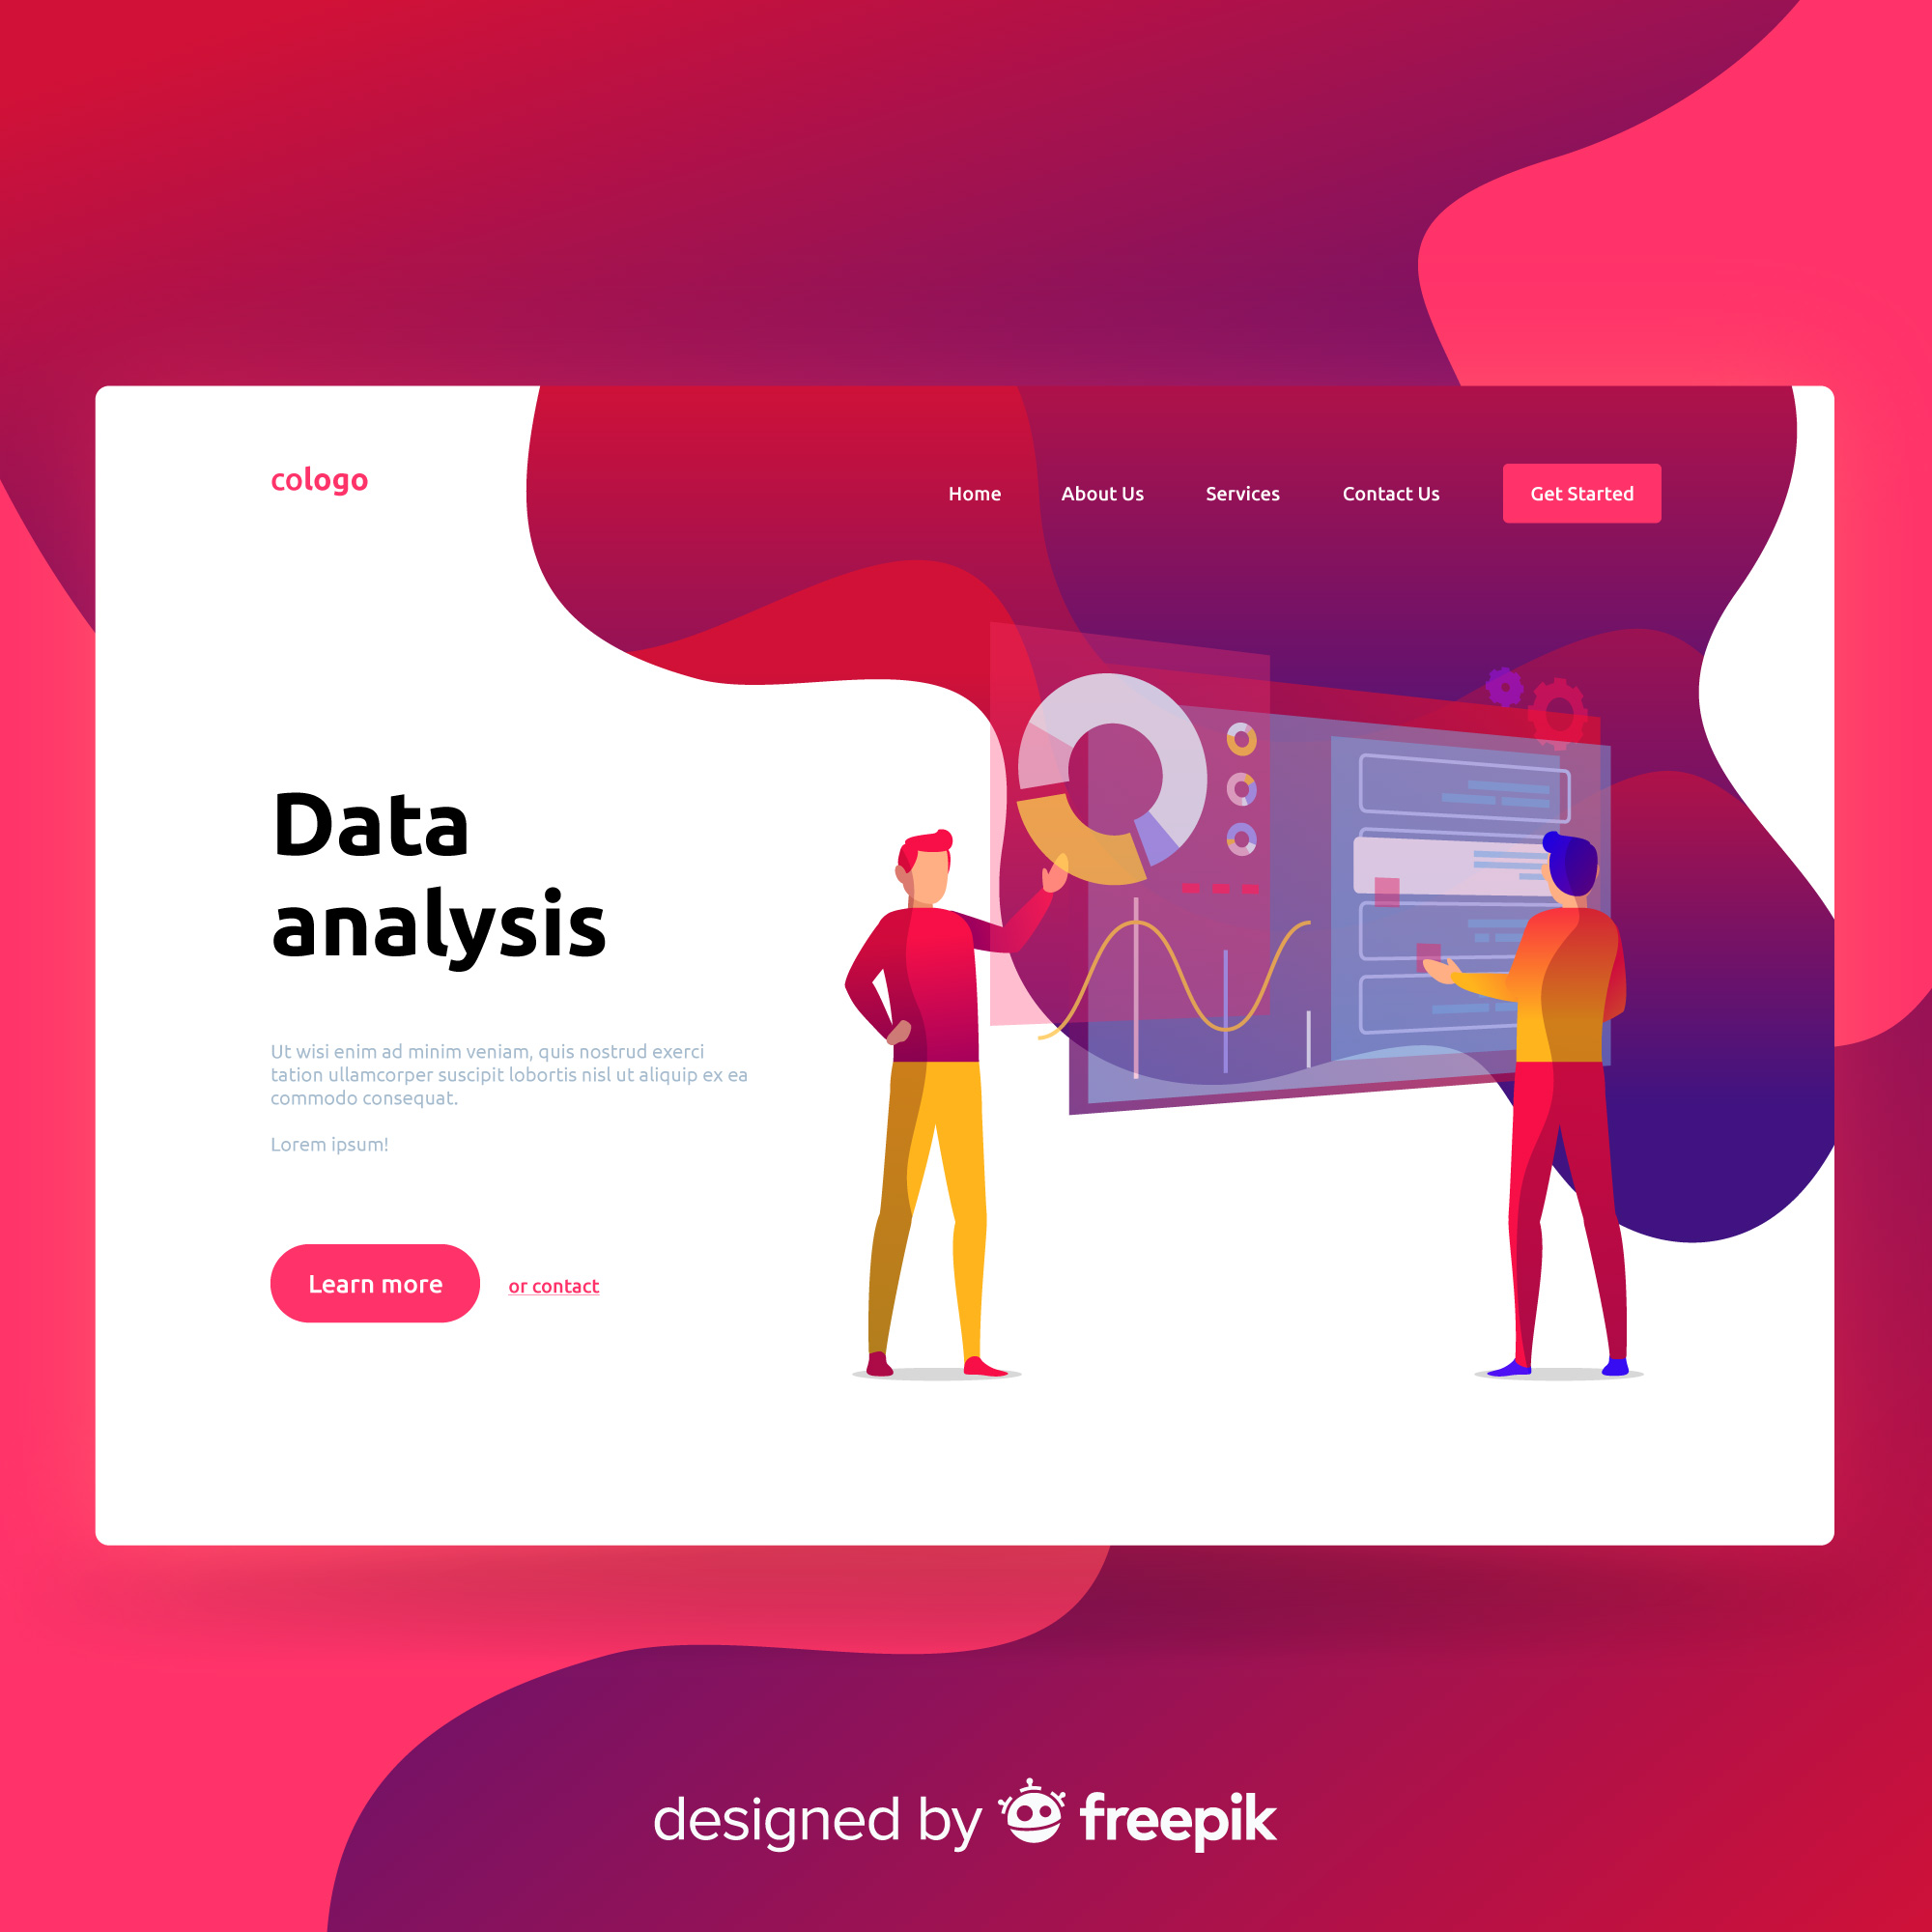 cologo
Home About Us Services Contact Us Get Started
Data
analysis
Ut wisi enim ad minim veniam, quis nostrud exerci
tation ullamcorper suscipit lobortis nisl ut aliquip ex ea
commodo consequat.
Lorem ipsum!
Learn more or contact
designed by freepik